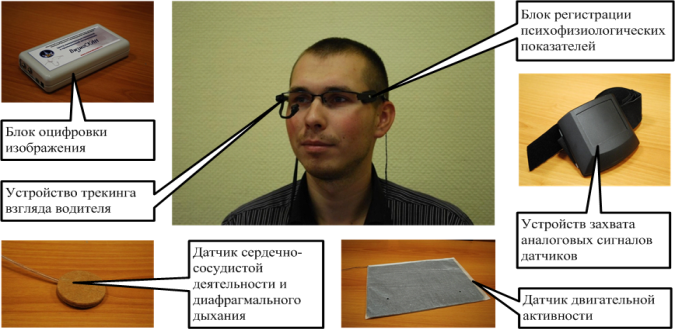 Блок регистрации
психофизиологических
показателей
Блок оцифровки
изображения
Устройство трекинга
взгляда водителя
Устройств захвата
аналоговых сигналов
датчиков
Датчик сердечно-
сосудистой
деятельности и
диафрагмального
дыхания
Датчик двигательной
активности